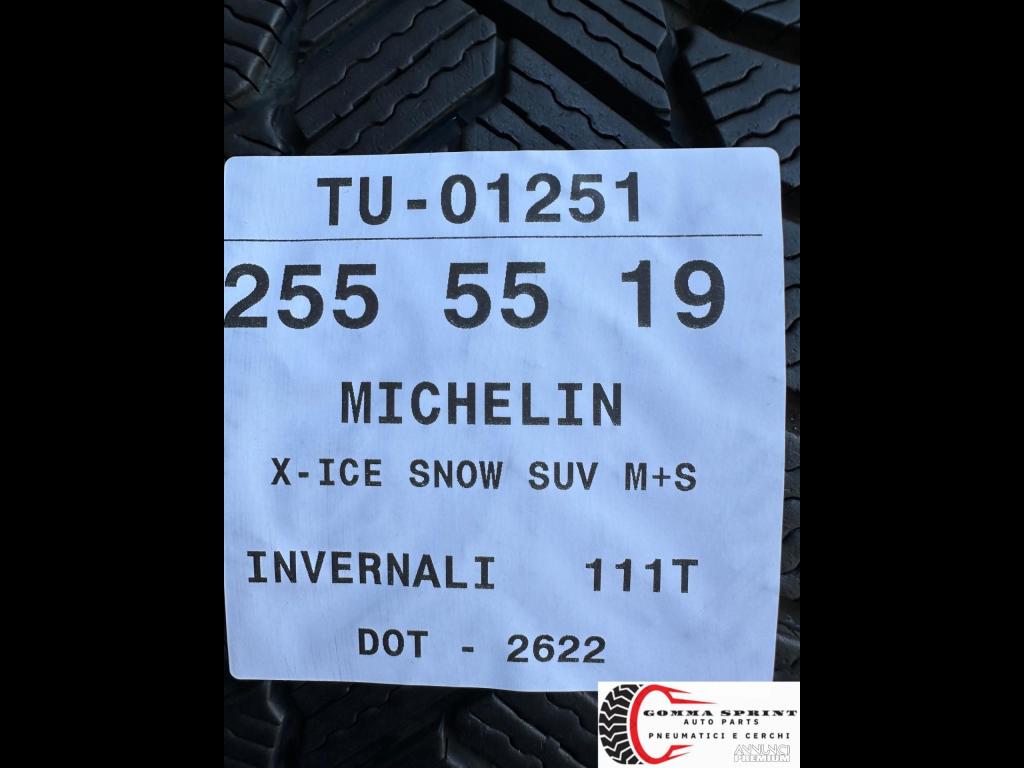 TU-01251
255 55 19
MICHELIN
X-ICE SNOW SUV M+S
INVERNALI 111T
DOT - 2622
GOMMA SPRINT
AUTO PARTS
PNEUMATICI E CERCHI
ANNUNCI
PREMIUM